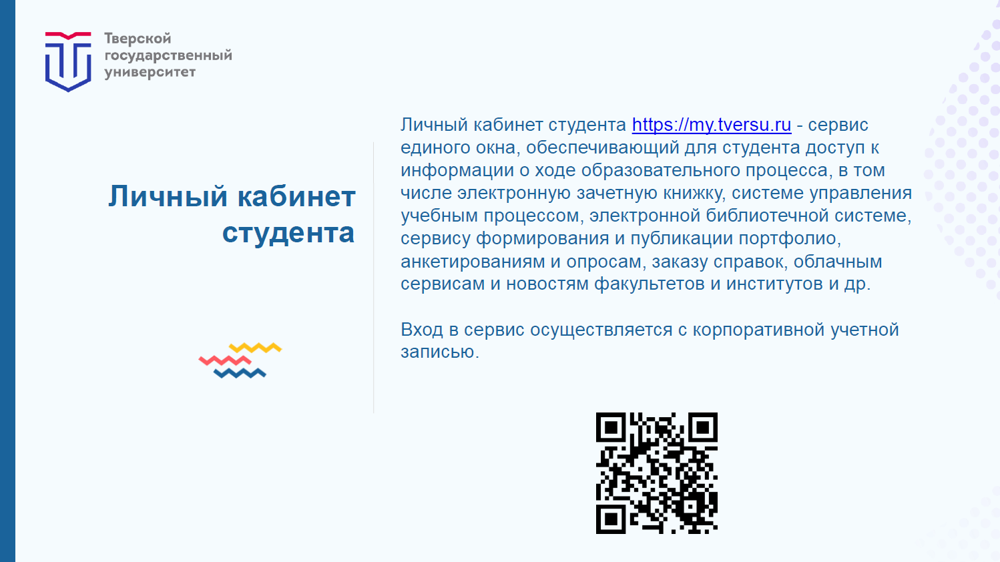 Тверской
государственный
университет
Личный кабинет
студента
Личный кабинет студента https://my.tversu.ru - сервис
единого окна, обеспечивающий для студента доступ к
информации о ходе образовательного процесса, в том
числе электронную зачетную книжку, системе управления
учебным процессом, электронной библиотечной системе,
сервису формирования и публикации портфолио,
анкетированиям и опросам, заказу справок, облачным
сервисам и новостям факультетов и институтов и др.
Вход в сервис осуществляется с корпоративной учетной
записью.